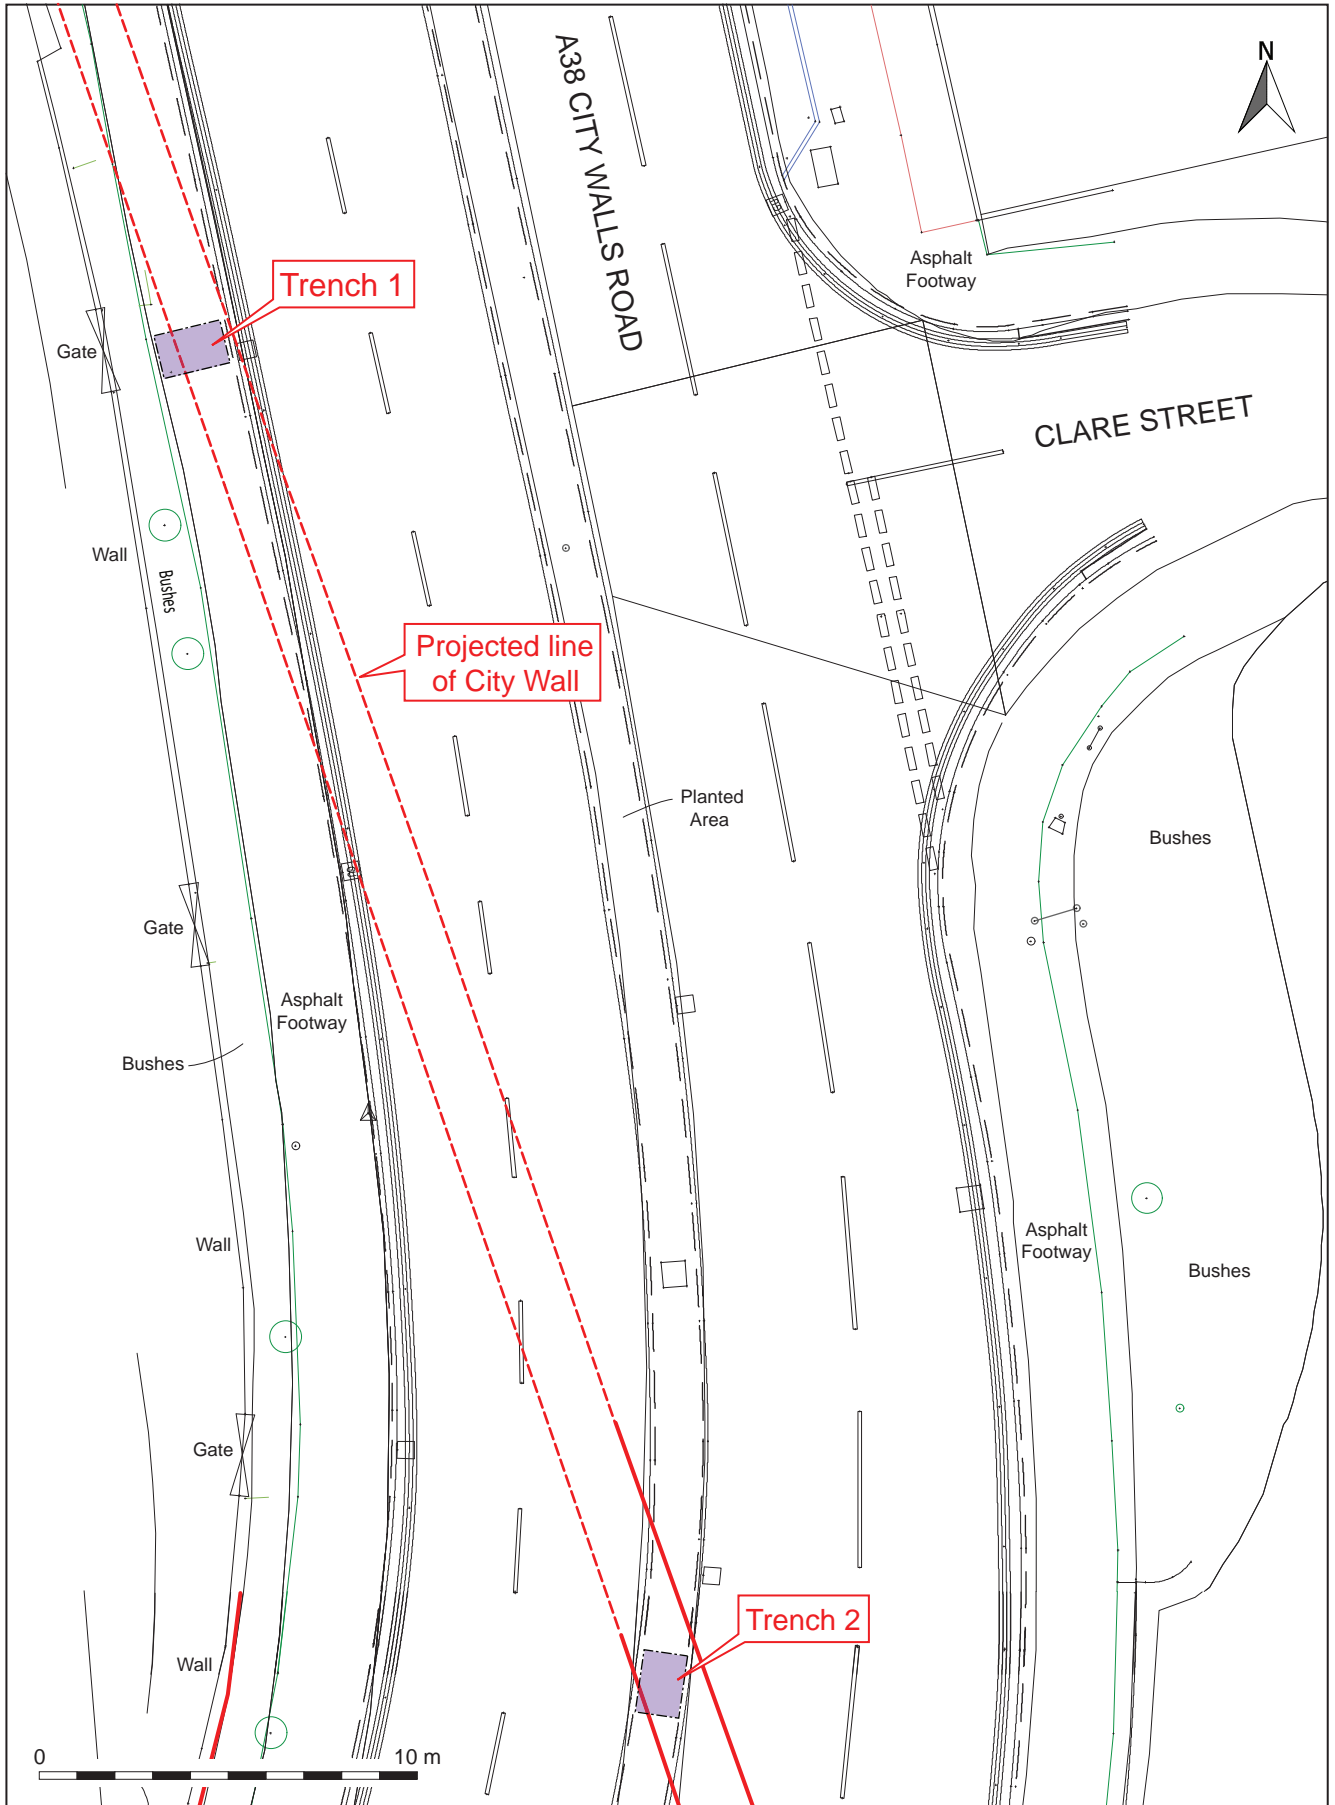 A38 CITY WALLS ROAD
N
Asphalt
Footway
Trench 1
Gate
CLARE STREET
Wall
Bushes
Projected line
of City Wall
Planted
Area
Bushes
Gate
Asphalt
Footway
Bushes
Wall
Asphalt
Footway
Bushes
Gate
Trench 2
Wall
0
10 m